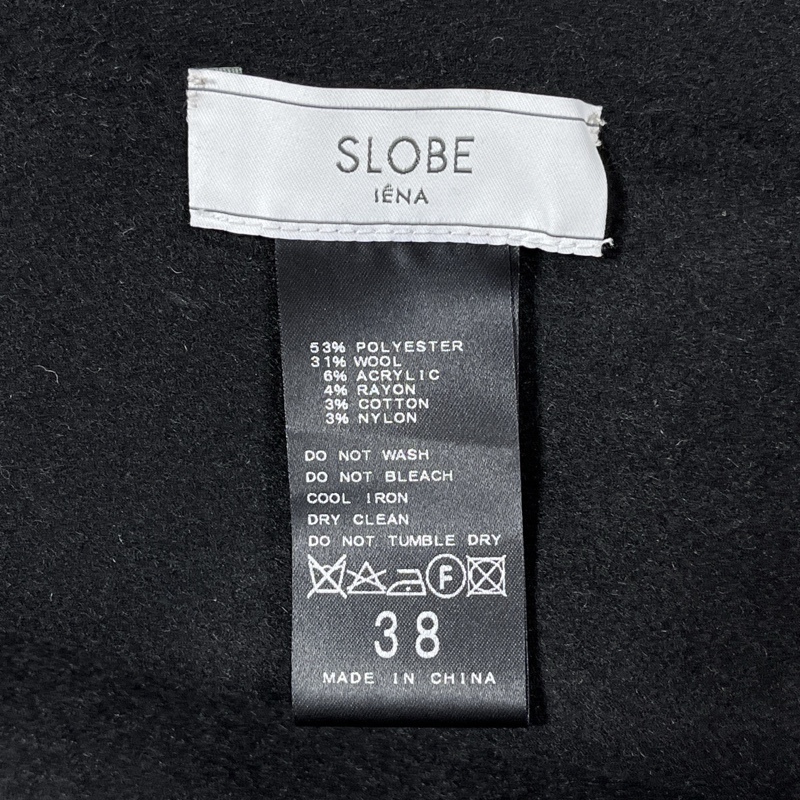 SLOBE
IÉNA
53% POLYESTER
31% WOOL
6% ACRYLIC
4% RAYON
3% COTTON
3% NYLON
DO NOT WASH
DO NOT BLEACH
COOL IRON
DRY CLEAN
DO NOT TUMBLE DRY
F
38
MADE IN CHINA